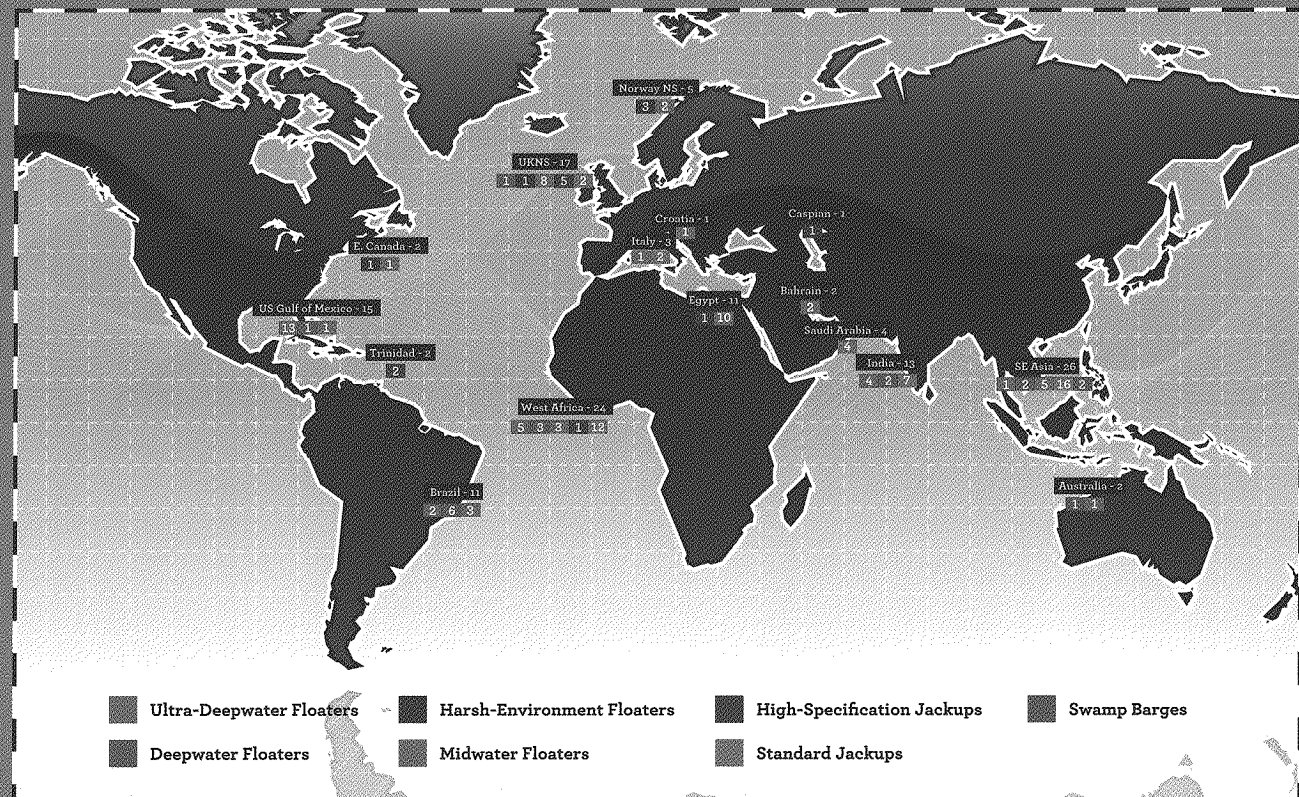 Norway NS - 5
3 2
UKNS - 17
1 1 8 5 2
Croatia - 1
1
Caspian - 1
1
E. Canada - 2
1 1
Italy - 3
1 2
US Gulf of Mexico - 15
13 1 1
Egypt - 11
1 10
Bahrain - 2
2
Saudi Arabia - 4
4
Trinidad - 2
2
India - 13
4 2 7
SE Asia - 26
1 2 5 16 2
West Africa - 24
5 3 3 1 12
Brazil - 11
2 6 3
Australia - 2
1 1
Ultra-Deepwater Floaters
Harsh-Environment Floaters
High-Specification Jackups
Swamp Barges
Deepwater Floaters
Midwater Floaters
Standard Jackups